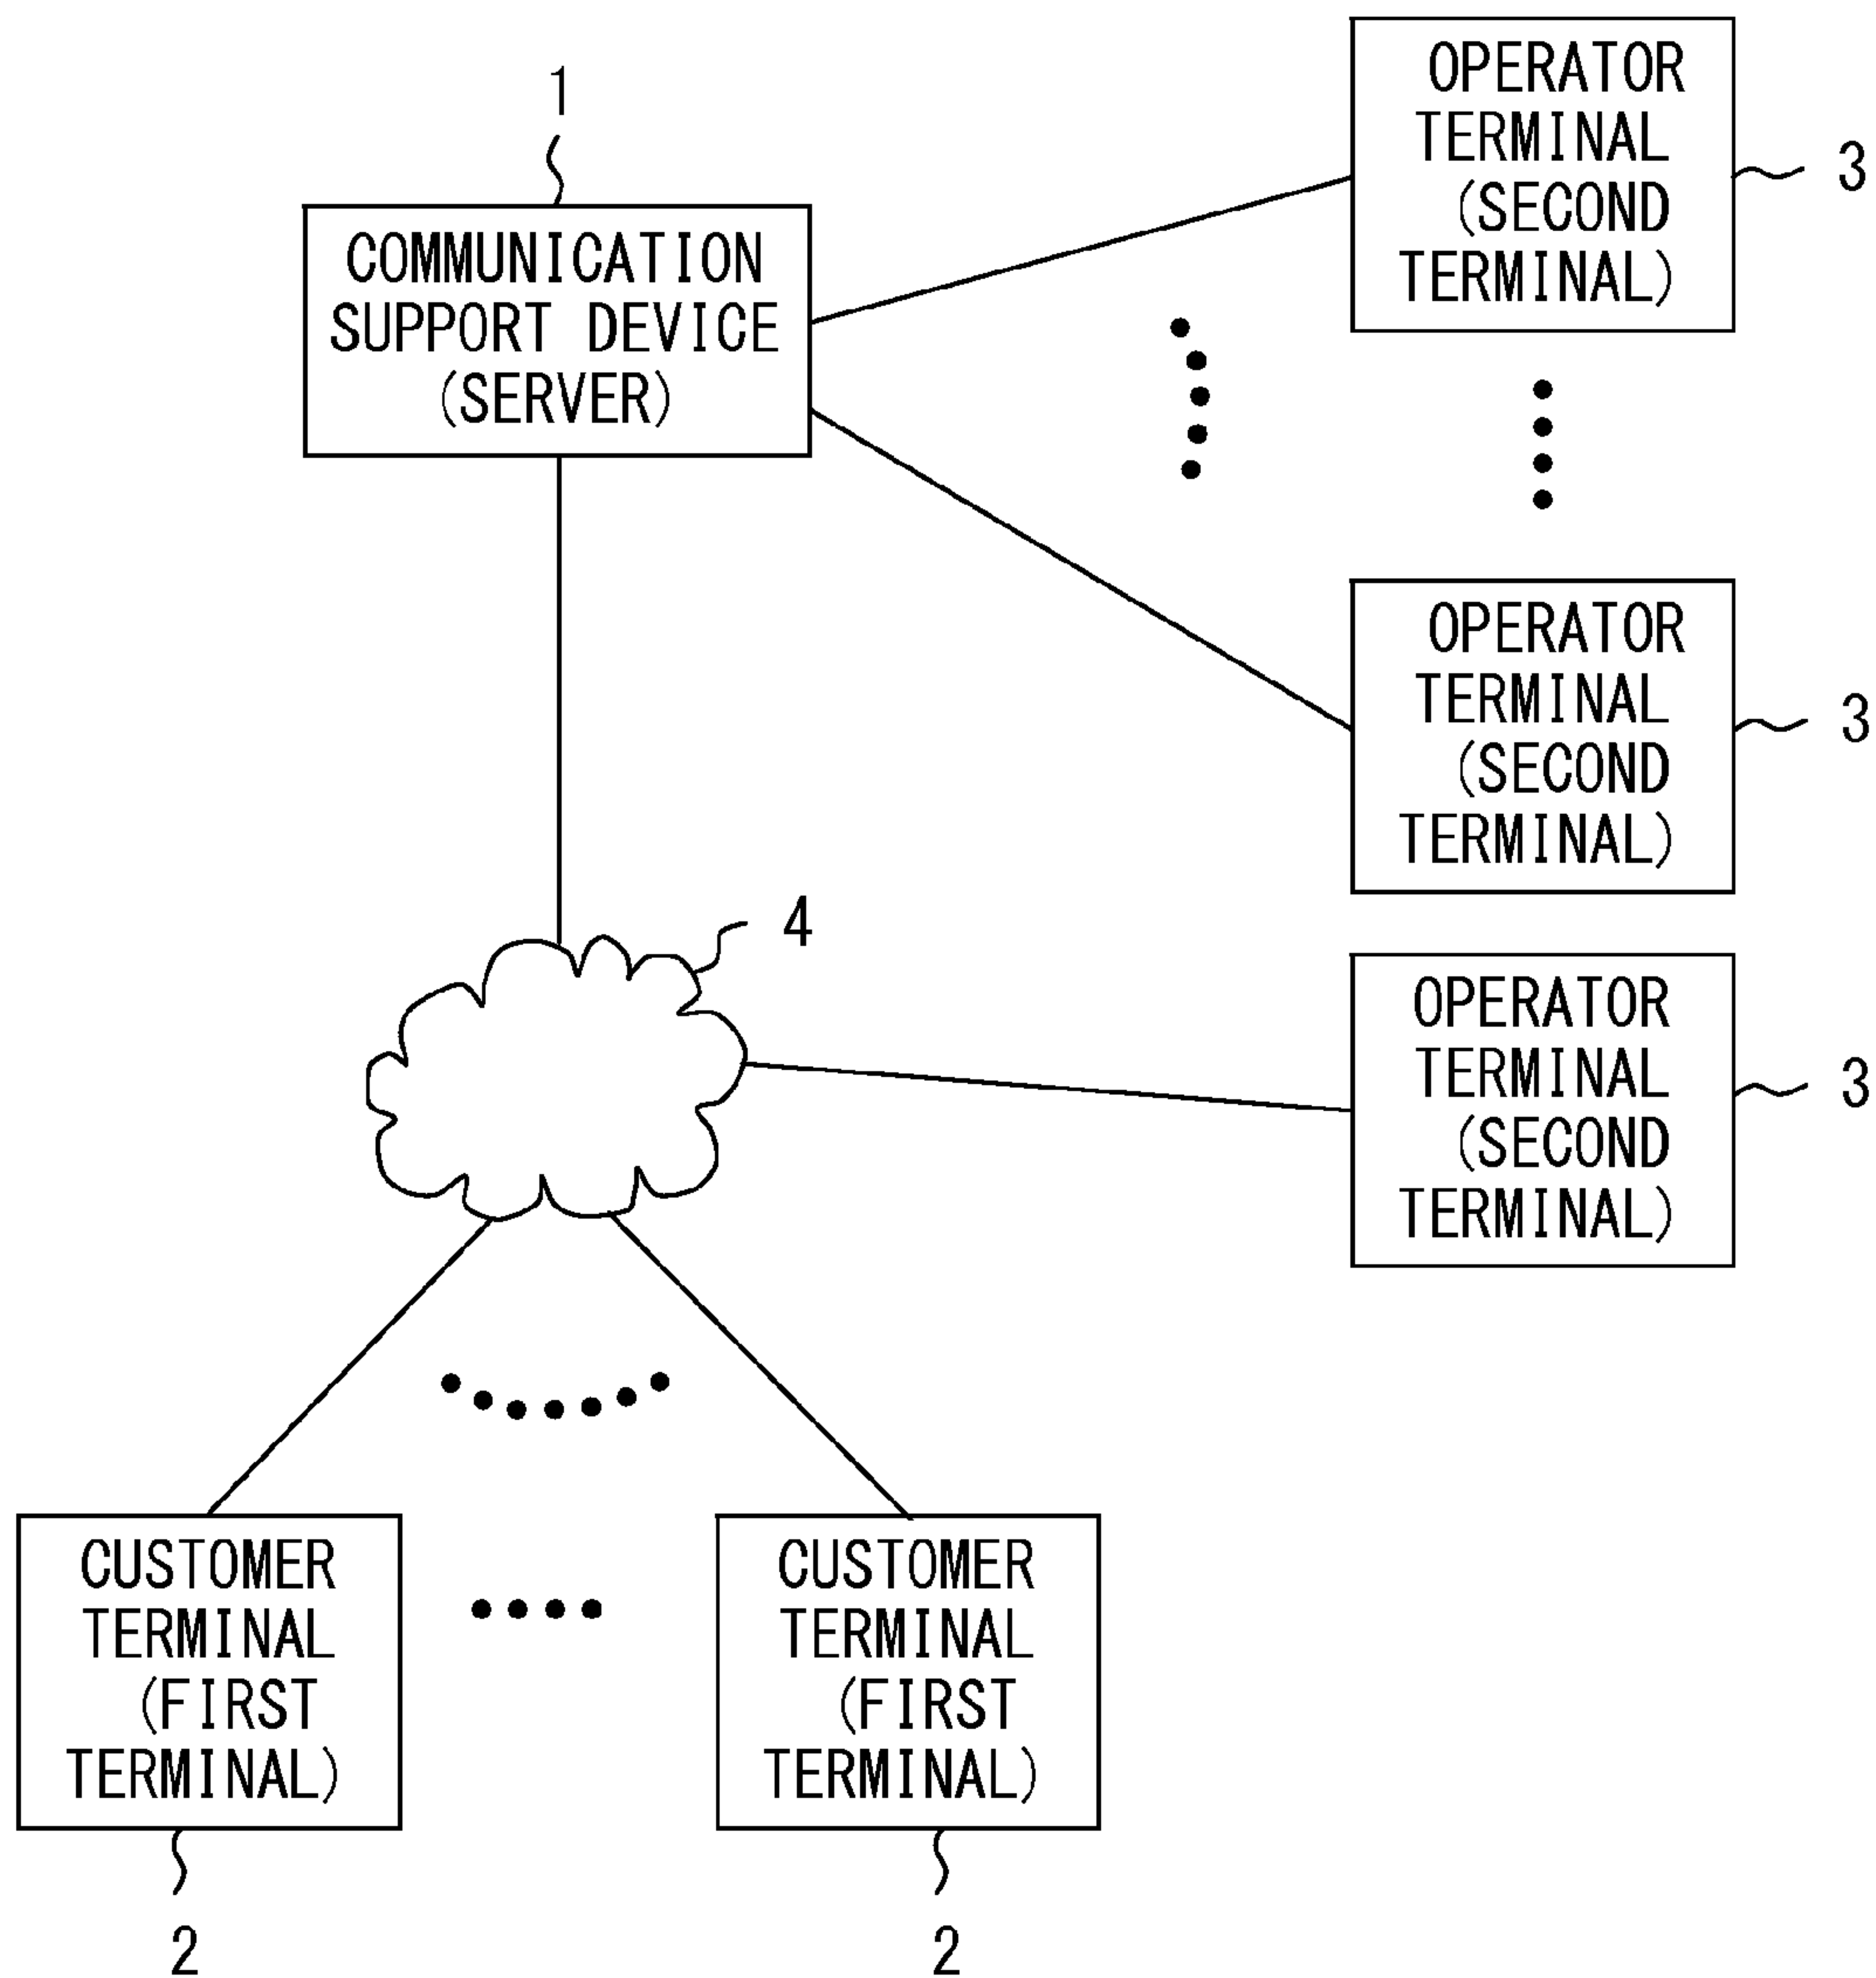 1
COMMUNICATION
SUPPORT DEVICE
(SERVER)
OPERATOR
TERMINAL
(SECOND
TERMINAL)
3
OPERATOR
TERMINAL
(SECOND
TERMINAL)
3
4
OPERATOR
TERMINAL
(SECOND
TERMINAL)
3
CUSTOMER
TERMINAL
(FIRST
TERMINAL)
2
CUSTOMER
TERMINAL
(FIRST
TERMINAL)
2